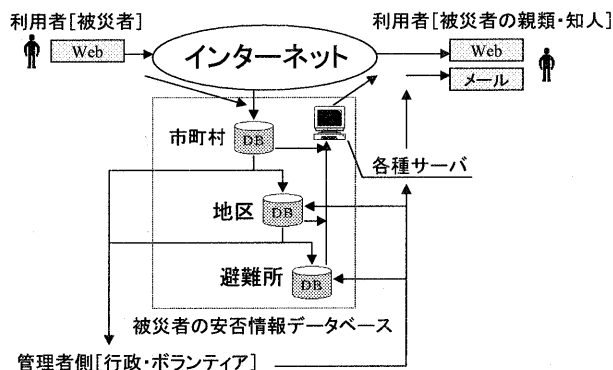 利用者[被災者]
利用者[被災者の親類・知人]
Web
インターネット
Web
メール
市町村
DB
各種サーバ
地区
DB
避難所
DB
被災者の安否情報データベース
管理者側[行政・ボランティア]